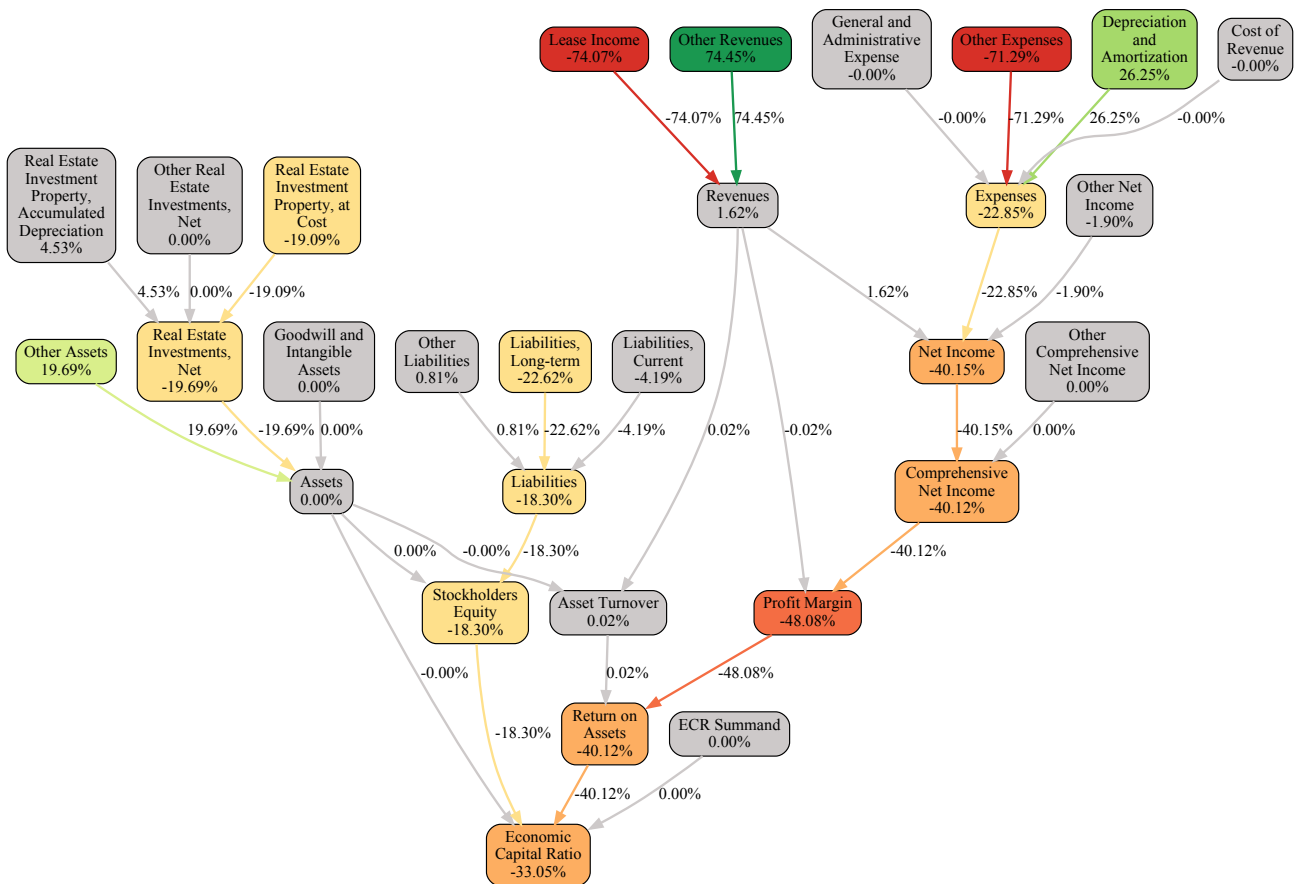 Lease Income
-74.07%
Other Revenues
74.45%
General and
Administrative
Expense
-0.00%
Other Expenses
-71.29%
Depreciation
and
Amortization
26.25%
Cost of
Revenue
-0.00%
-74.07%
74.45%
-0.00%
-71.29%
26.25%
-0.00%
Real Estate
Investment
Property,
Accumulated
Depreciation
4.53%
Other Real
Estate
Investments,
Net
0.00%
Real Estate
Investment
Property, at
Cost
-19.09%
Revenues
1.62%
Expenses
-22.85%
Other Net
Income
-1.90%
4.53%
0.00%
-19.09%
1.62%
-22.85%
-1.90%
Other Assets
19.69%
Real Estate
Investments,
Net
-19.69%
Goodwill and
Intangible
Assets
0.00%
Other
Liabilities
0.81%
Liabilities,
Long-term
-22.62%
Liabilities,
Current
-4.19%
Net Income
-40.15%
Other
Comprehensive
Net Income
0.00%
19.69%
-19.69%
0.00%
0.81%
-22.62%
-4.19%
0.02%
-0.02%
-40.15%
0.00%
Assets
0.00%
Liabilities
-18.30%
Comprehensive
Net Income
-40.12%
0.00%
-0.00%
-18.30%
-40.12%
Stockholders
Equity
-18.30%
Asset Turnover
0.02%
Profit Margin
-48.08%
-0.00%
0.02%
-48.08%
Return on
Assets
-40.12%
ECR Summand
0.00%
-18.30%
-40.12%
0.00%
Economic
Capital Ratio
-33.05%